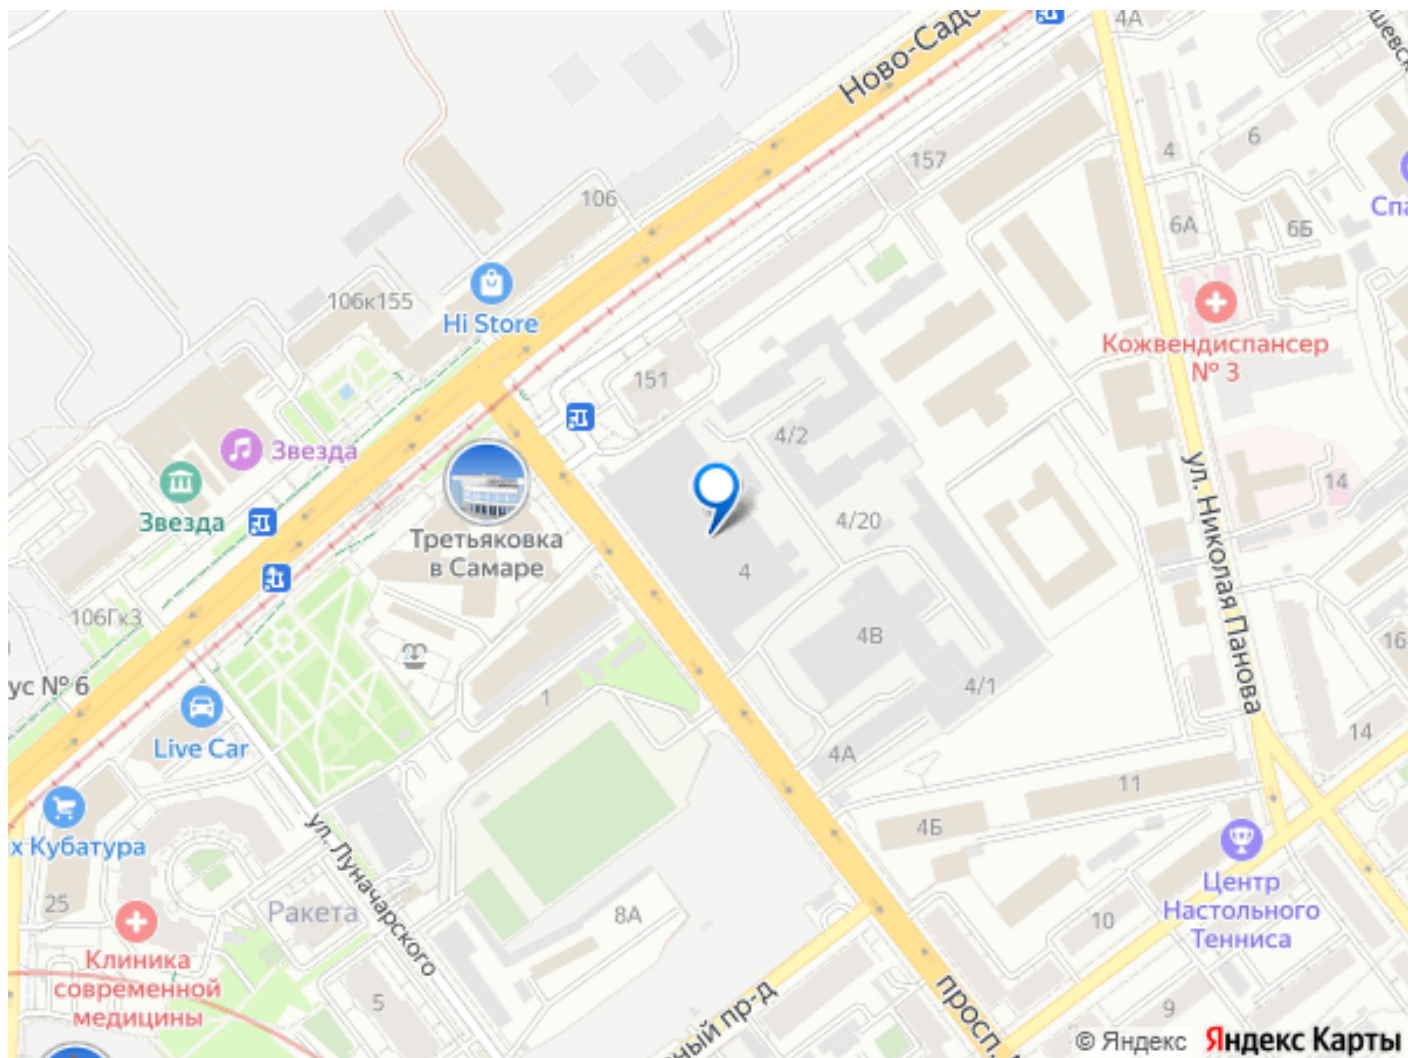 4А
Ново-Садо
157
4
6
106
6А
6Б
Спа
106к155
Hi Store
Кожвендиспансер
№ 3
151
4/2
Звезда
Звезда
14
4/20
Третьяковка
в Самаре
4
ул. Николая Панова
106Гк3
4В
16
ус № 6
4/1
1
Live Car
14
4А
11
4Б
х Кубатура
ул. Луначарского
Центр
Настольного
Тенниса
25
Ракета
8А
10
Клиника
современной
медицины
5
9
ный пр-д
просп.
© Яндекс Яндекс Карты